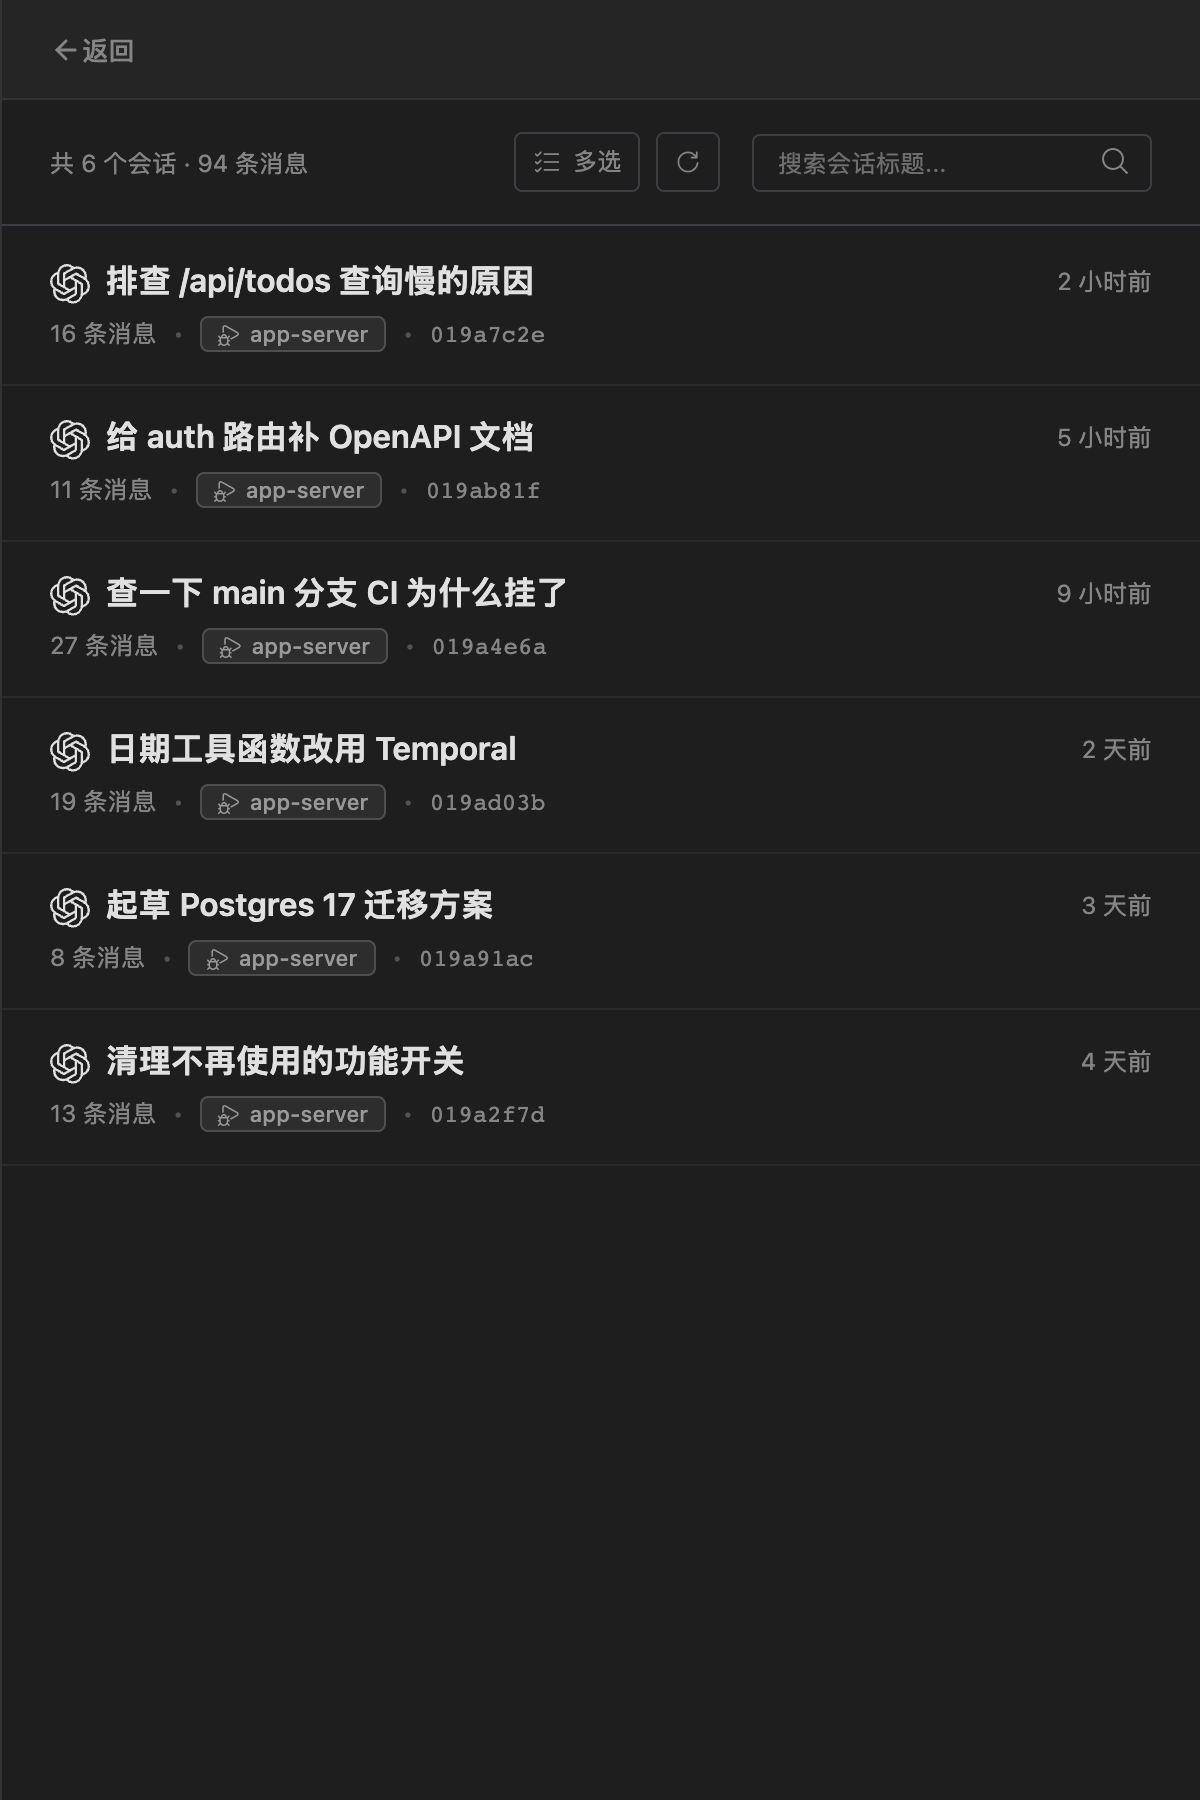 返回
共 6 个会话 · 94 条消息
多选
搜索会话标题...
排查 /api/todos 查询慢的原因
2 小时前
16 条消息 • app-server • 019a7c2e
给 auth 路由补 OpenAPI 文档
5 小时前
11 条消息 • app-server • 019ab81f
查一下 main 分支 CI 为什么挂了
9 小时前
27 条消息 • app-server • 019a4e6a
日期工具函数改用 Temporal
2 天前
19 条消息 • app-server • 019ad03b
起草 Postgres 17 迁移方案
3 天前
8 条消息 • app-server • 019a91ac
清理不再使用的功能开关
4 天前
13 条消息 • app-server • 019a2f7d